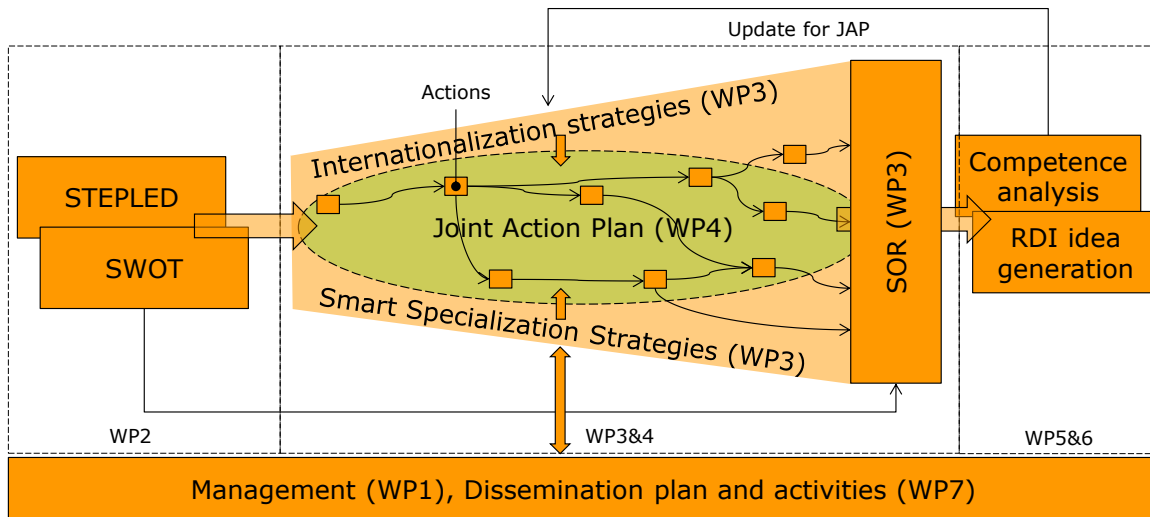 Update for JAP
Actions
Internationalization strategies (WP3)
STEPLED
SWOT
Joint Action Plan (WP4)
Smart Specialization Strategies (WP3)
SOR (WP3)
Competence
analysis
RDI idea
generation
WP2
WP3&4
WP5&6
Management (WP1), Dissemination plan and activities (WP7)